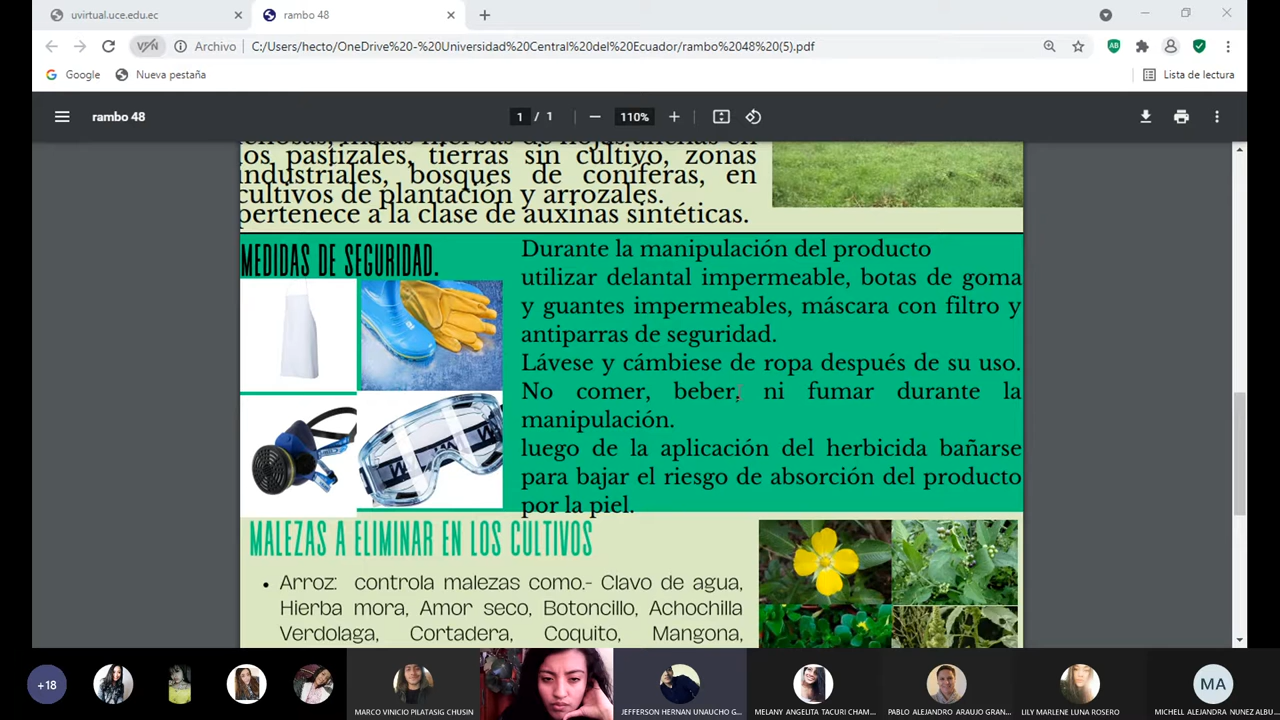 uvirtual.uce.edu.ec
rambo 48
VPN
Archivo
C:/Users/hecto/OneDrive%20-%20Universidad%20Central%20del%20Ecuador/rambo%2048%20(5).pdf
Google
Nueva pestaña
Lista de lectura
rambo 48
1 / 1
110%
los pastizales, tierras sin cultivo, zonas
industriales, bosques de coníferas, en
cultivos de plantación y arrozales.
pertenece a la clase de auxinas sintéticas.
MEDIDAS DE SEGURIDAD.
Durante la manipulación del producto
utilizar delantal impermeable, botas de goma
y guantes impermeables, máscara con filtro y
antiparras de seguridad.
Lávese y cámbiese de ropa después de su uso.
No comer, beber, ni fumar durante la
manipulación.
luego de la aplicación del herbicida bañarse
para bajar el riesgo de absorción del producto
por la piel.
MALEZAS A ELIMINAR EN LOS CULTIVOS
• Arroz: controla malezas como.- Clavo de agua,
Hierba mora, Amor seco, Botoncillo, Achochilla
Verdolaga, Cortadera, Coquito, Mangona,
+18
MARCO VINICIO PILATASIG CHUSIN
JEFFERSON HERNAN UNAUCHO G...
MELANY ANGELITA TACURI CHAM...
PABLO ALEJANDRO ARAUJO GRAN...
LILY MARLENE LUNA ROSERO
MA
MICHELL ALEJANDRA NUNEZ ALBU...